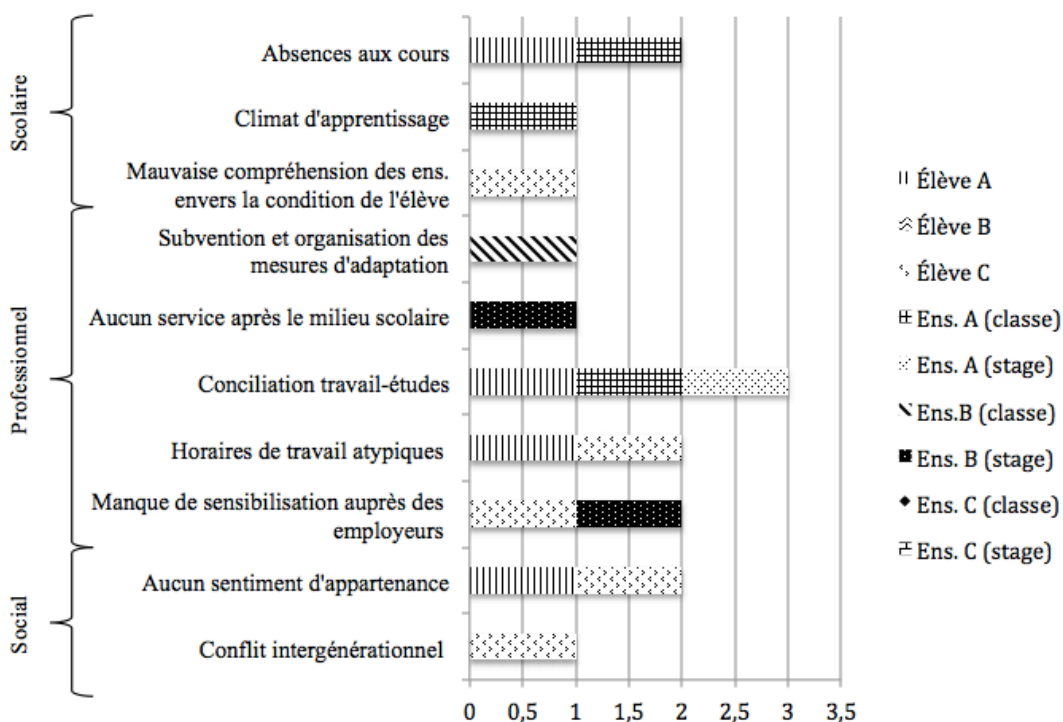 Scolaire
Professionnel
Social
Absences aux cours
Climat d'apprentissage
Mauvaise compréhension des ens.
envers la condition de l'élève
Subvention et organisation des
mesures d'adaptation
Aucun service après le milieu scolaire
Conciliation travail-études
Horaires de travail atypiques
Manque de sensibilisation auprès des
employeurs
Aucun sentiment d'appartenance
Conflit intergénérationnel
0 0,5 1 1,5 2 2,5 3 3,5
Élève A
Élève B
Élève C
Ens. A (classe)
Ens. A (stage)
Ens.B (classe)
Ens. B (stage)
Ens. C (classe)
Ens. C (stage)